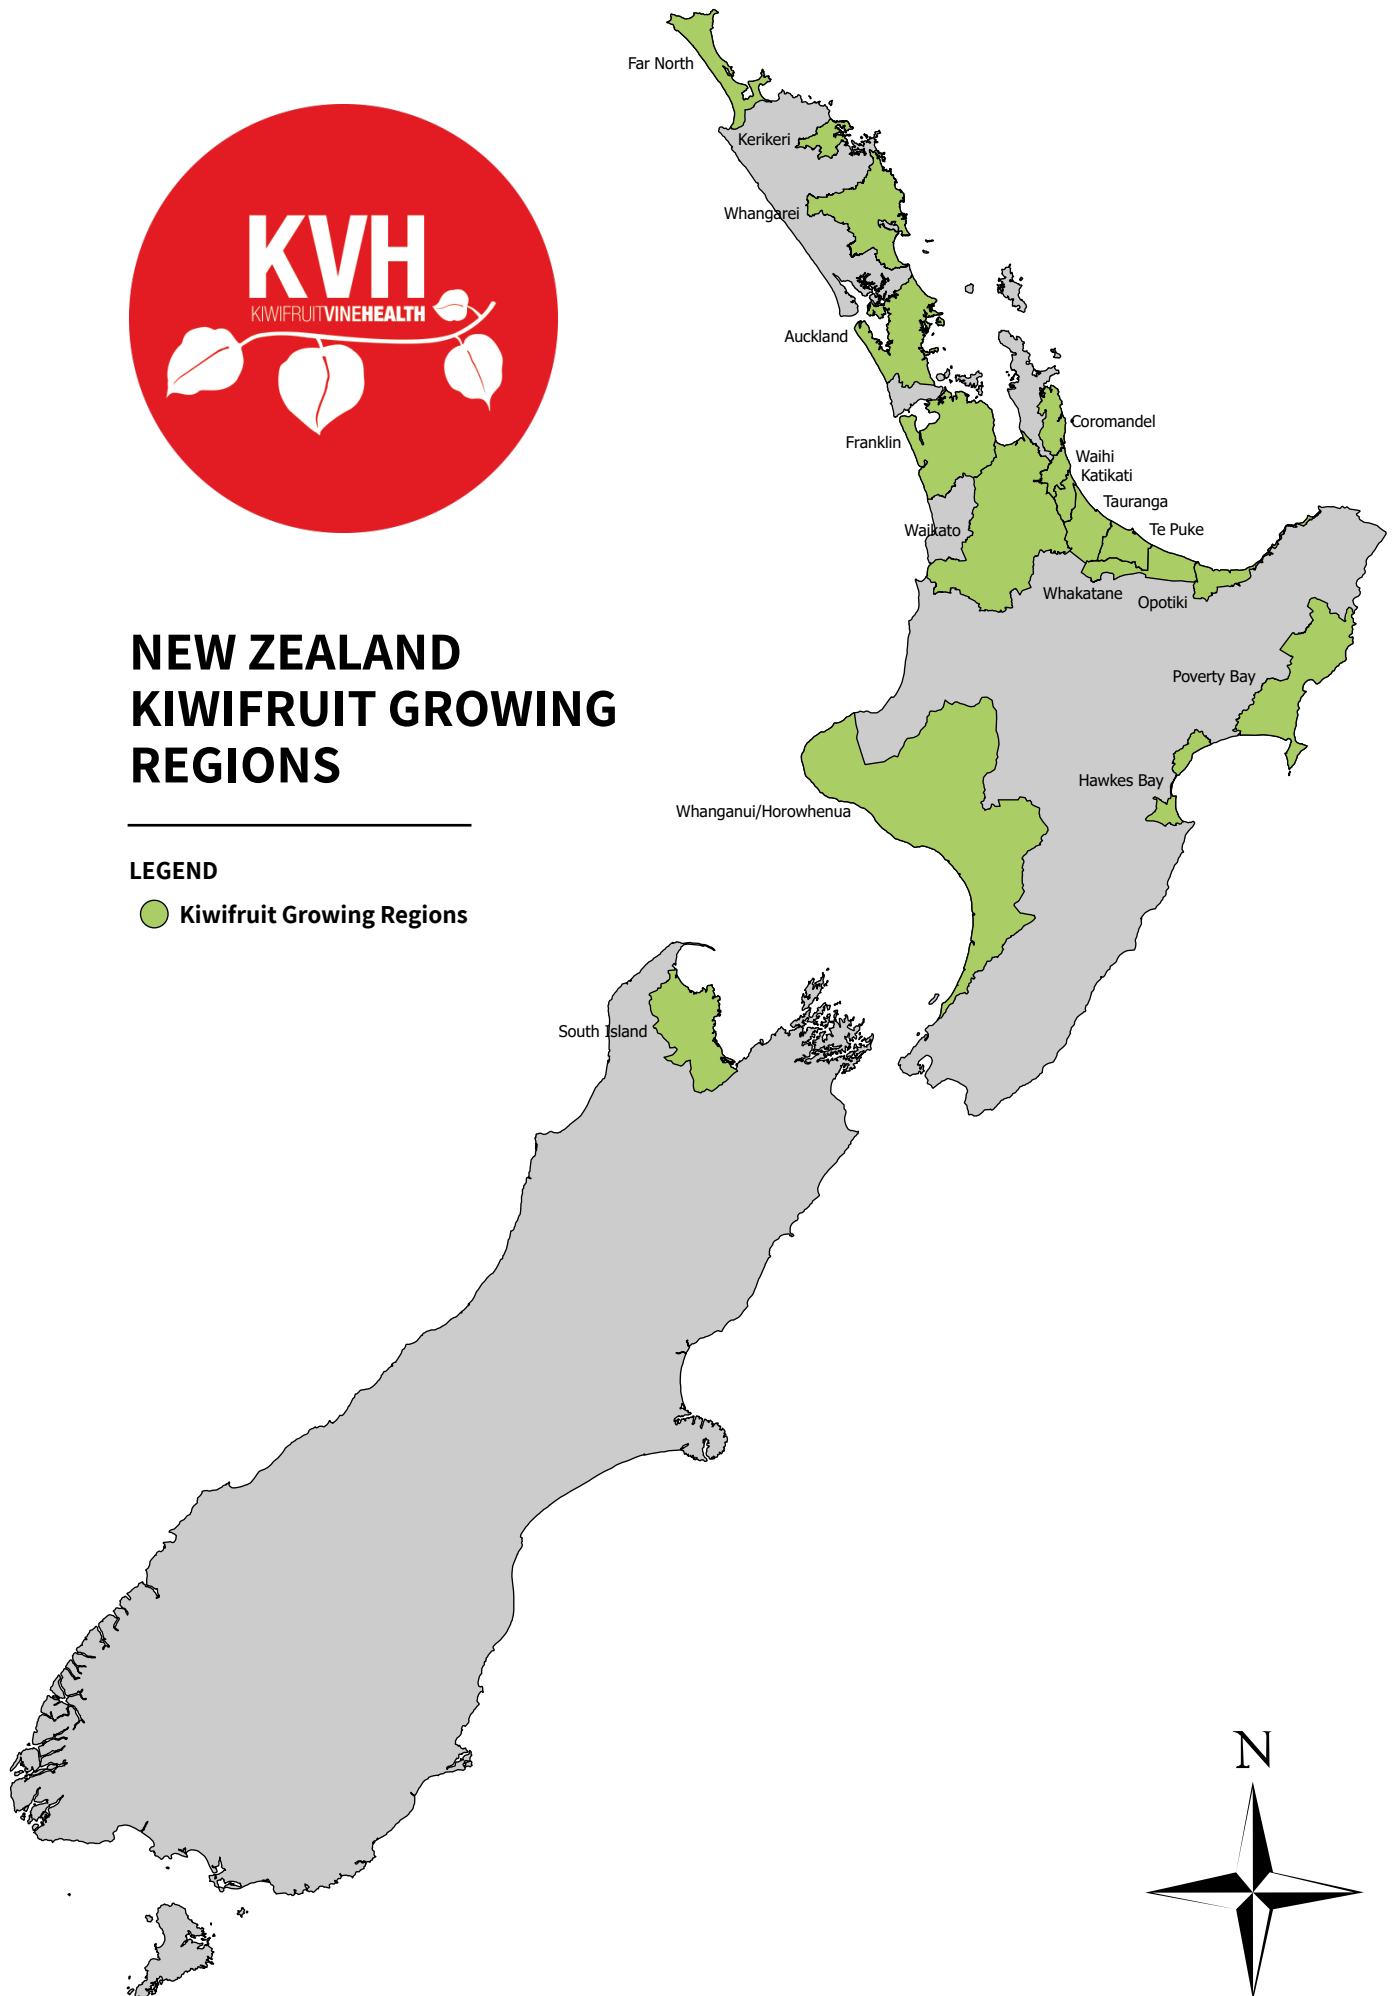 Far North
Kerikeri
Whangarei
Auckland
Franklin
Coromandel
Waihi
Katikati
Tauranga
Te Puke
Waikato
Whakatane
Opotiki
Poverty Bay
Hawkes Bay
Whanganui/Horowhenua
South Island
KVH
KIWIFRUITVINEHEALTH
NEW ZEALAND
KIWIFRUIT GROWING
REGIONS
LEGEND
Kiwifruit Growing Regions
N